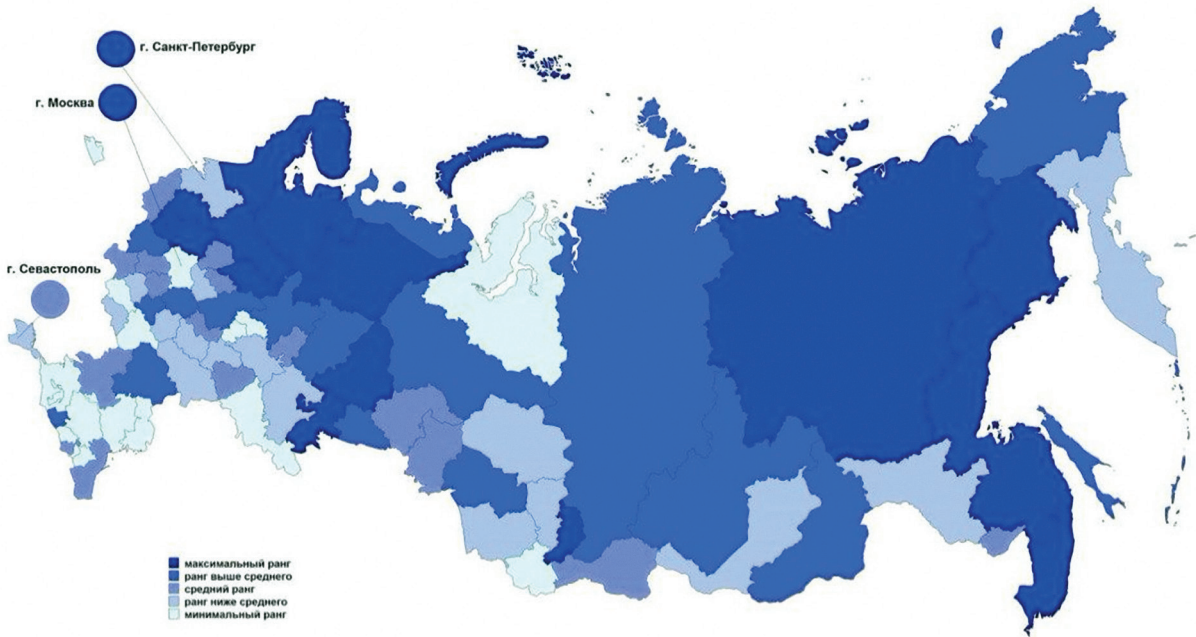 г. Санкт-Петербург
г. Москва
г. Севастополь
максимальный ранг
ранг выше среднего
средний ранг
ранг ниже среднего
минимальный ранг